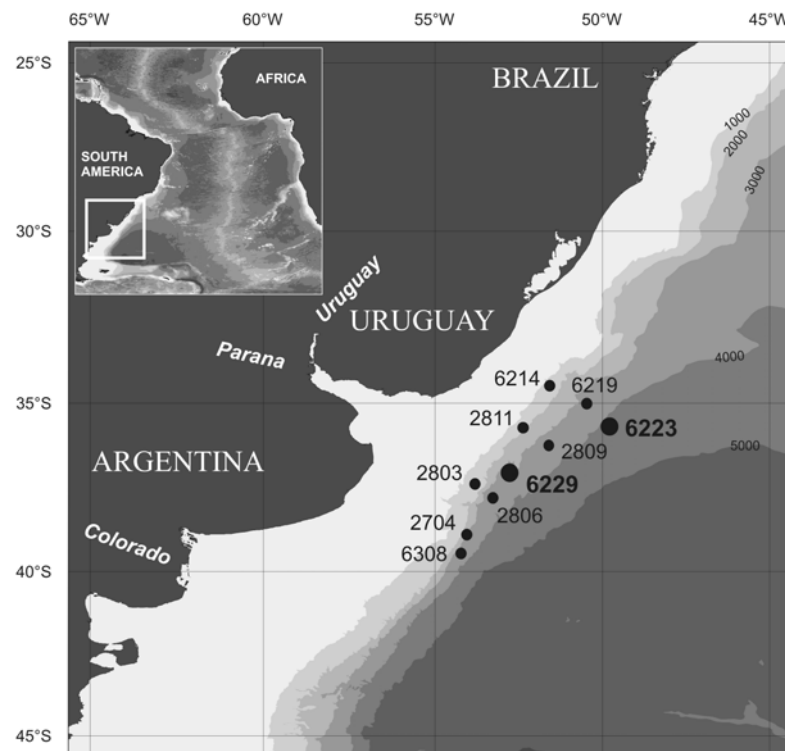 65°W 60°W 55°W 50°W 45°W
25°S
30°S
35°S
40°S
45°S
AFRICA
SOUTH
AMERICA
BRAZIL
1000
2000
3000
4000
5000
Uruguay
URUGUAY
Parana
ARGENTINA
Colorado
6214
6219
2811
6223
2809
2803
6229
2806
2704
6308